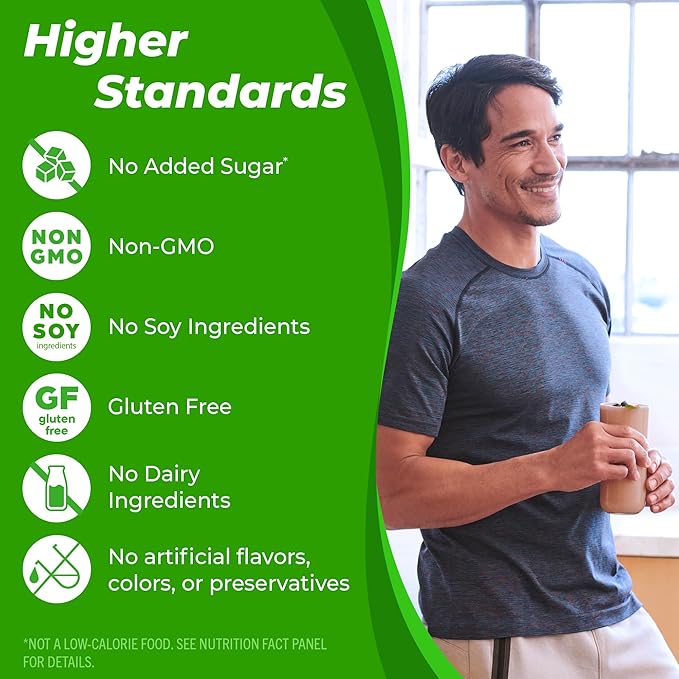 Higher
Standards
No Added Sugar*
NON
GMO
Non-GMO
NO
SOY
ingredients
No Soy Ingredients
GF
gluten
free
Gluten Free
No Dairy
Ingredients
No artificial flavors,
colors, or preservatives
*NOT A LOW-CALORIE FOOD. SEE NUTRITION FACT PANEL
FOR DETAILS.